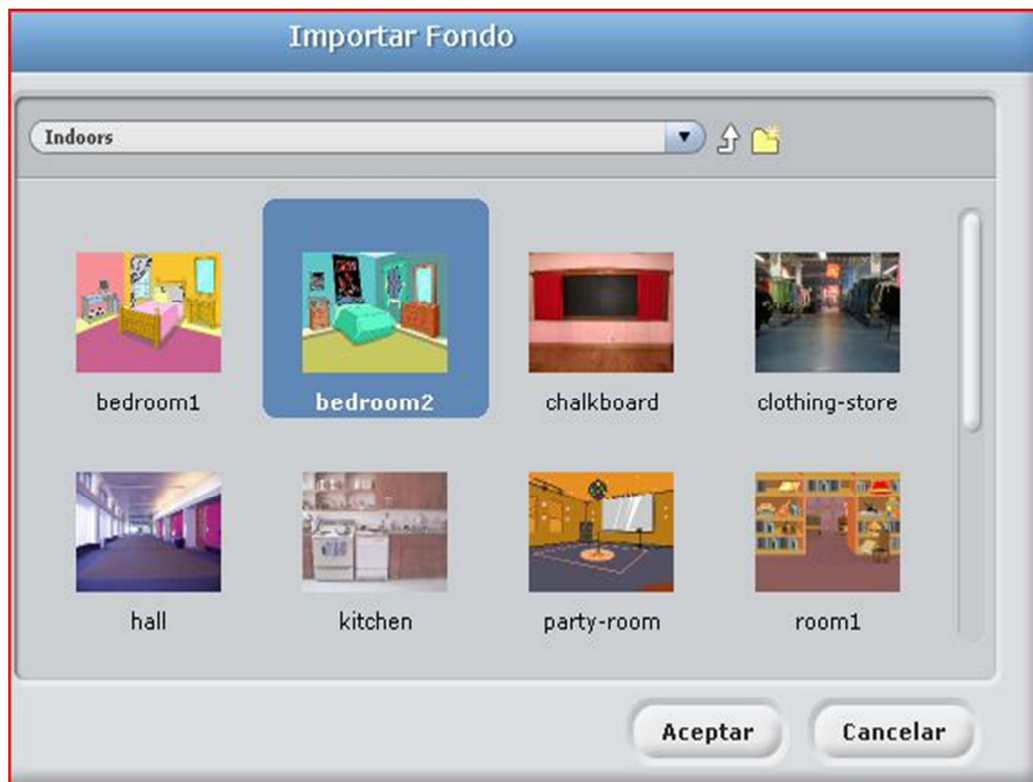 Importar Fondo
Indoors
bedroom1 bedroom2 chalkboard clothing-store
hall kitchen party-room room1
Aceptar Cancelar